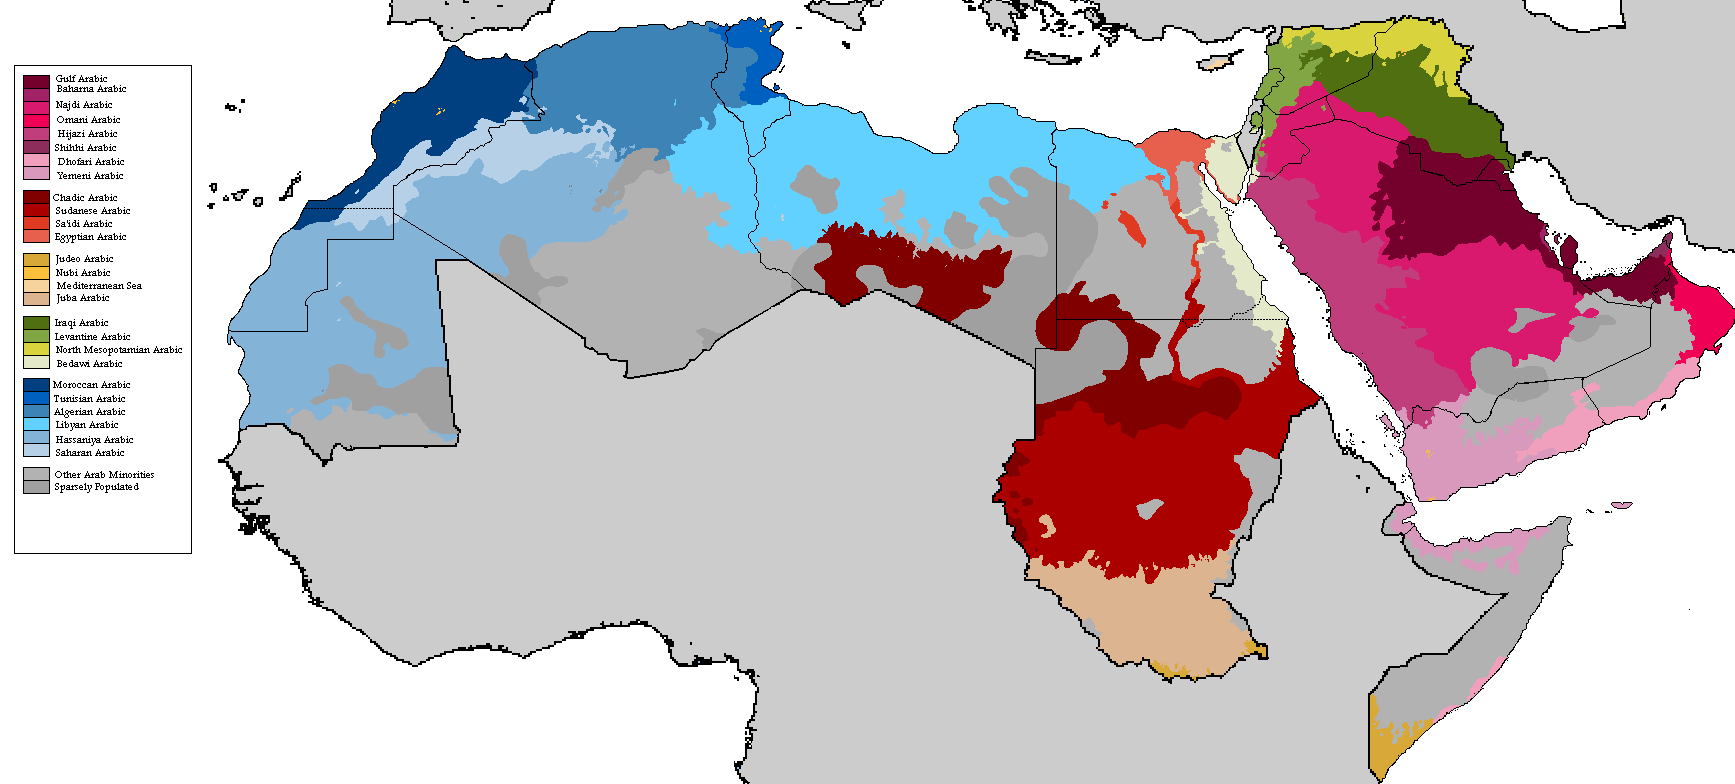 Gulf Arabic
Baharna Arabic
Najdi Arabic
Omani Arabic
Hijazi Arabic
Shihhi Arabic
Dhofari Arabic
Yemeni Arabic
Chadic Arabic
Sudanese Arabic
Sa'idi Arabic
Egyptian Arabic
Judeo Arabic
Nubi Arabic
Mediterranean Sea
Juba Arabic
Iraqi Arabic
Levantine Arabic
North Mesopotamian Arabic
Bedawi Arabic
Moroccan Arabic
Tunisian Arabic
Algerian Arabic
Libyan Arabic
Hassaniya Arabic
Saharan Arabic
Other Arab Minorities
Sparsely Populated